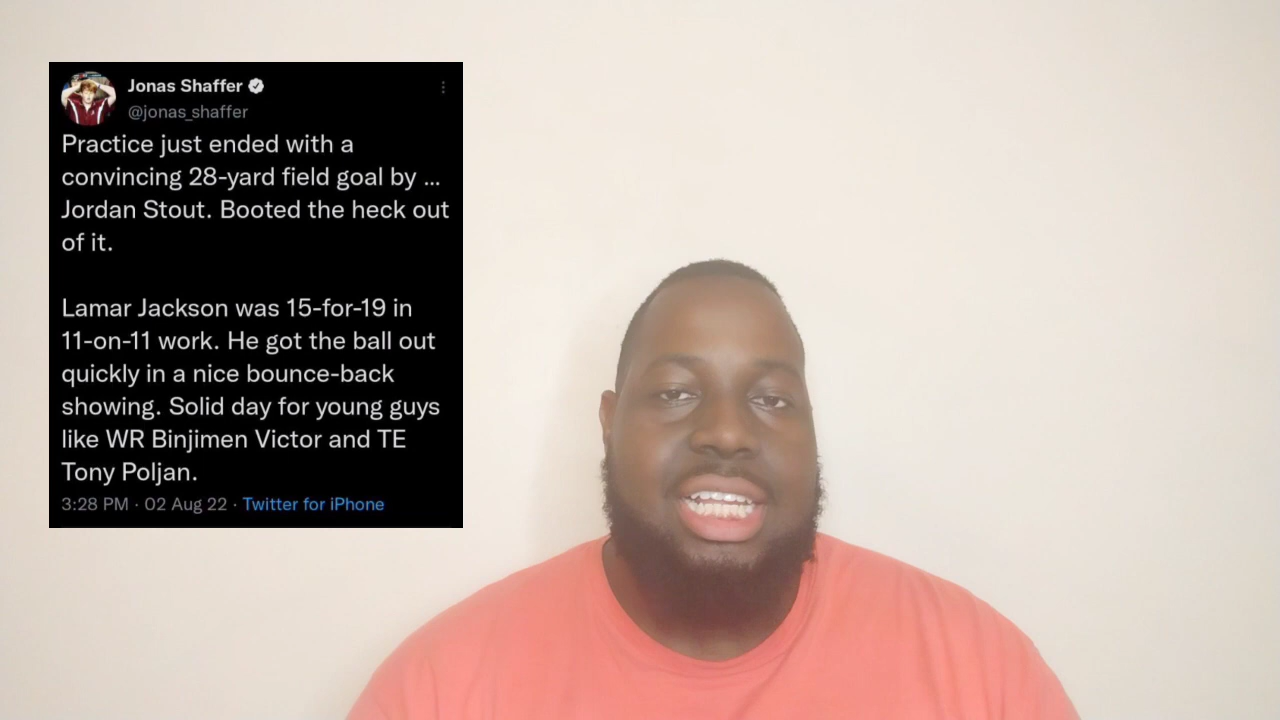 Jonas Shaffer
@jonas_shaffer
Practice just ended with a
convincing 28-yard field goal by ...
Jordan Stout. Booted the heck out
of it.
Lamar Jackson was 15-for-19 in
11-on-11 work. He got the ball out
quickly in a nice bounce-back
showing. Solid day for young guys
like WR Binjimen Victor and TE
Tony Poljan.
3:28 PM · 02 Aug 22 · Twitter for iPhone